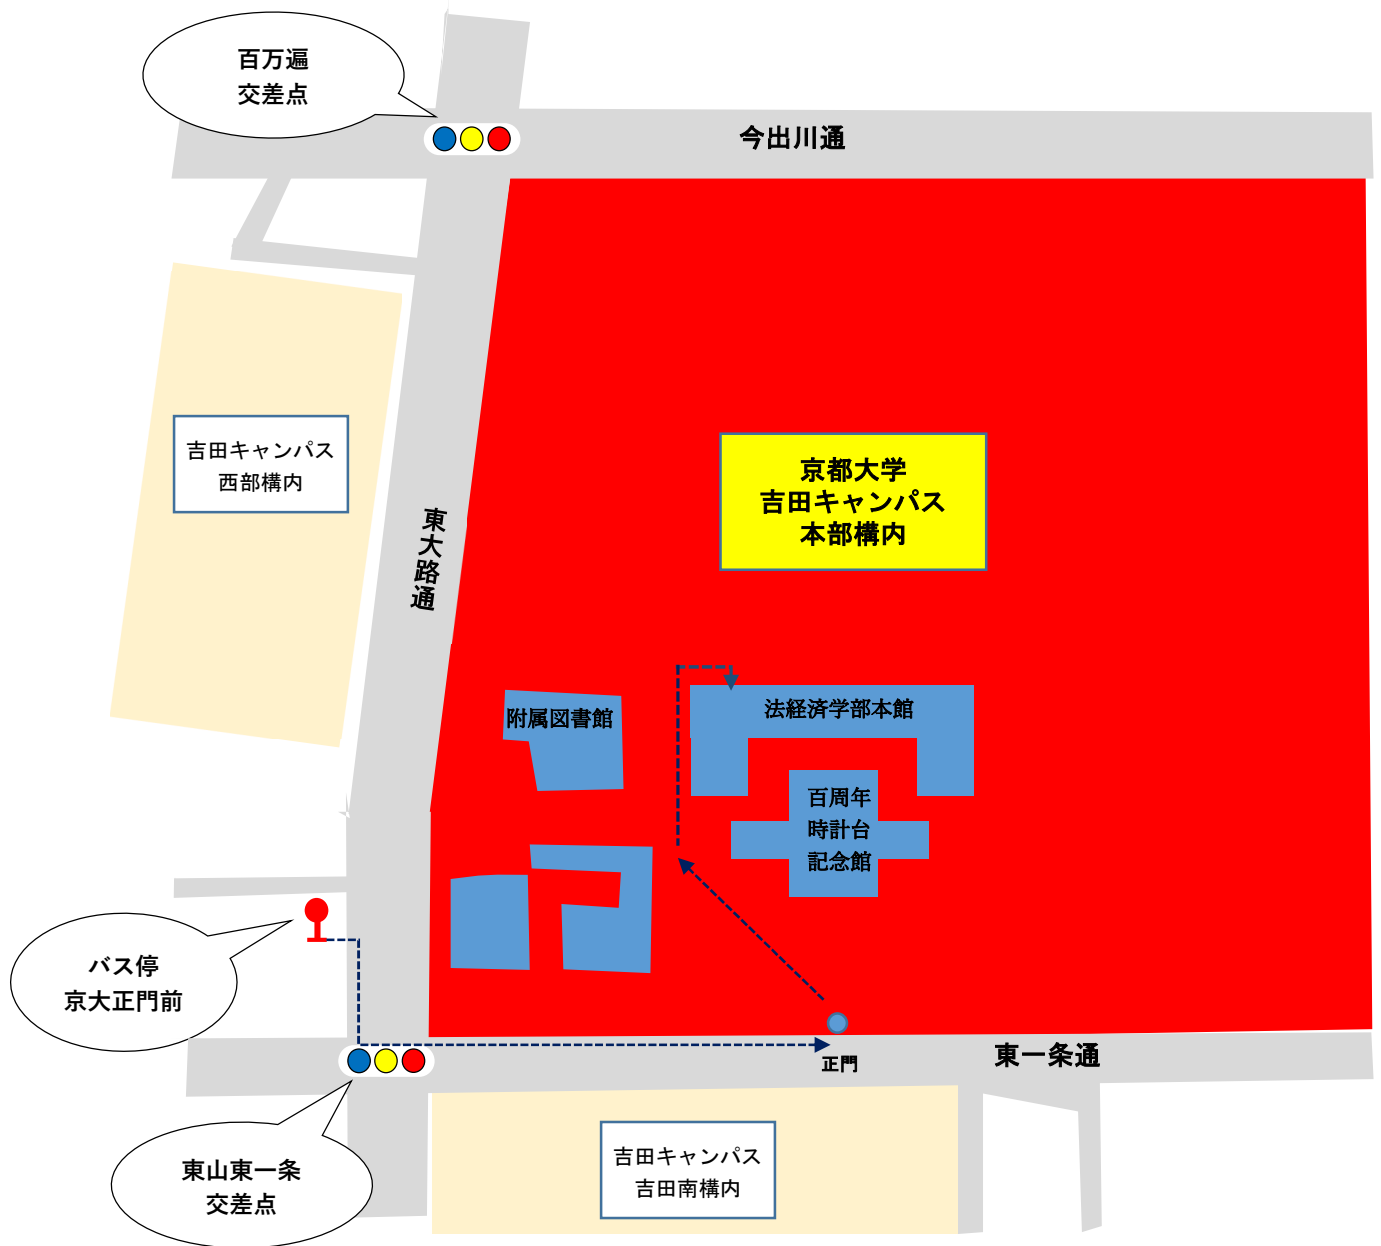 百万遍
交差点
今出川通
吉田キャンパス
西部構内
京都大学
吉田キャンパス
本部構内
東大路通
附属図書館
法経済学部本館
百周年
時計台
記念館
バス停
京大正門前
正門
東一条通
東山東一条
交差点
吉田キャンパス
吉田南構内